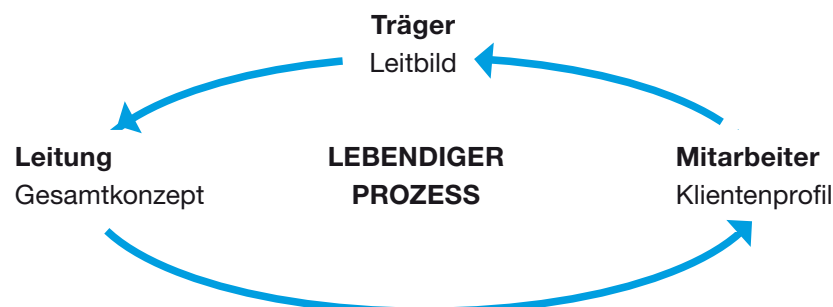 Träger
Leitbild
Leitung
Gesamtkonzept
LEBENDIGER
PROZESS
Mitarbeiter
Klientenprofil